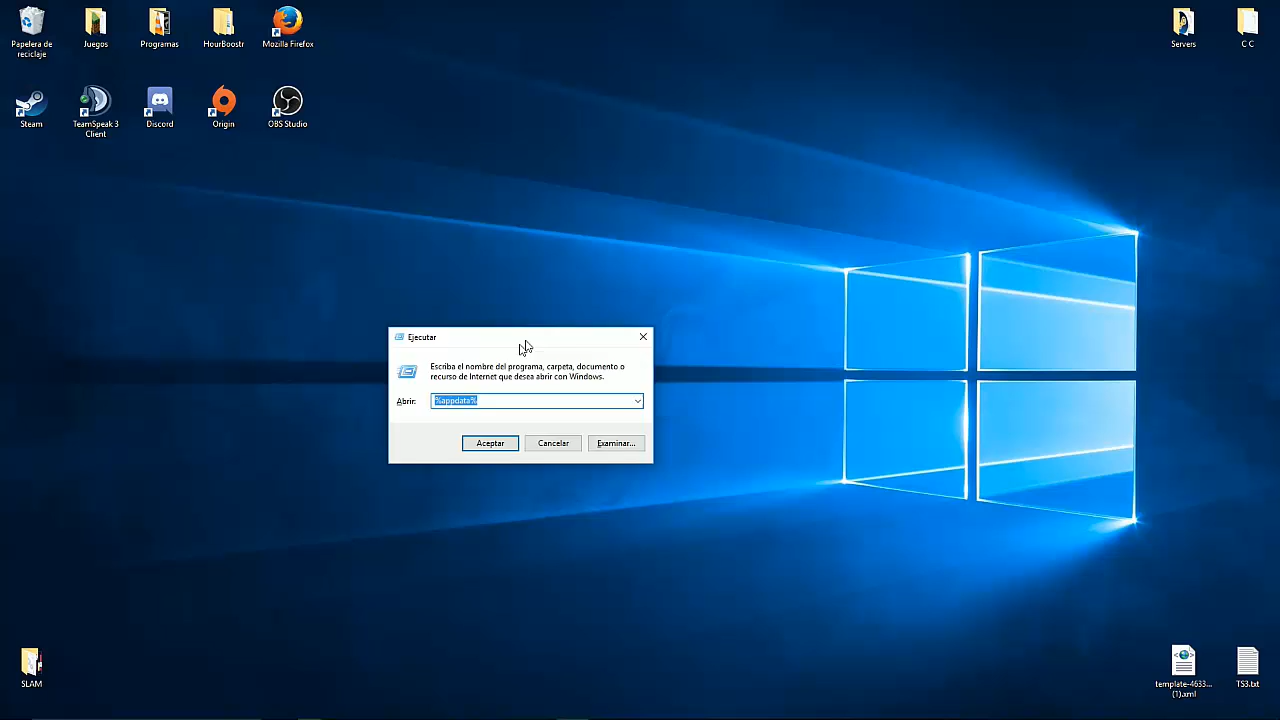 Papelera de
reciclaje
Juegos
Programas
HourBoostr
Mozilla Firefox
Servers
C C
Steam
TeamSpeak 3
Client
Discord
Origin
OBS Studio
Ejecutar
Escriba el nombre del programa, carpeta, documento o
recurso de Internet que desea abrir con Windows.
Abrir:
%appdata%
Aceptar
Cancelar
Examinar...
SLAM
template-4633...
(1).xml
TS3.txt